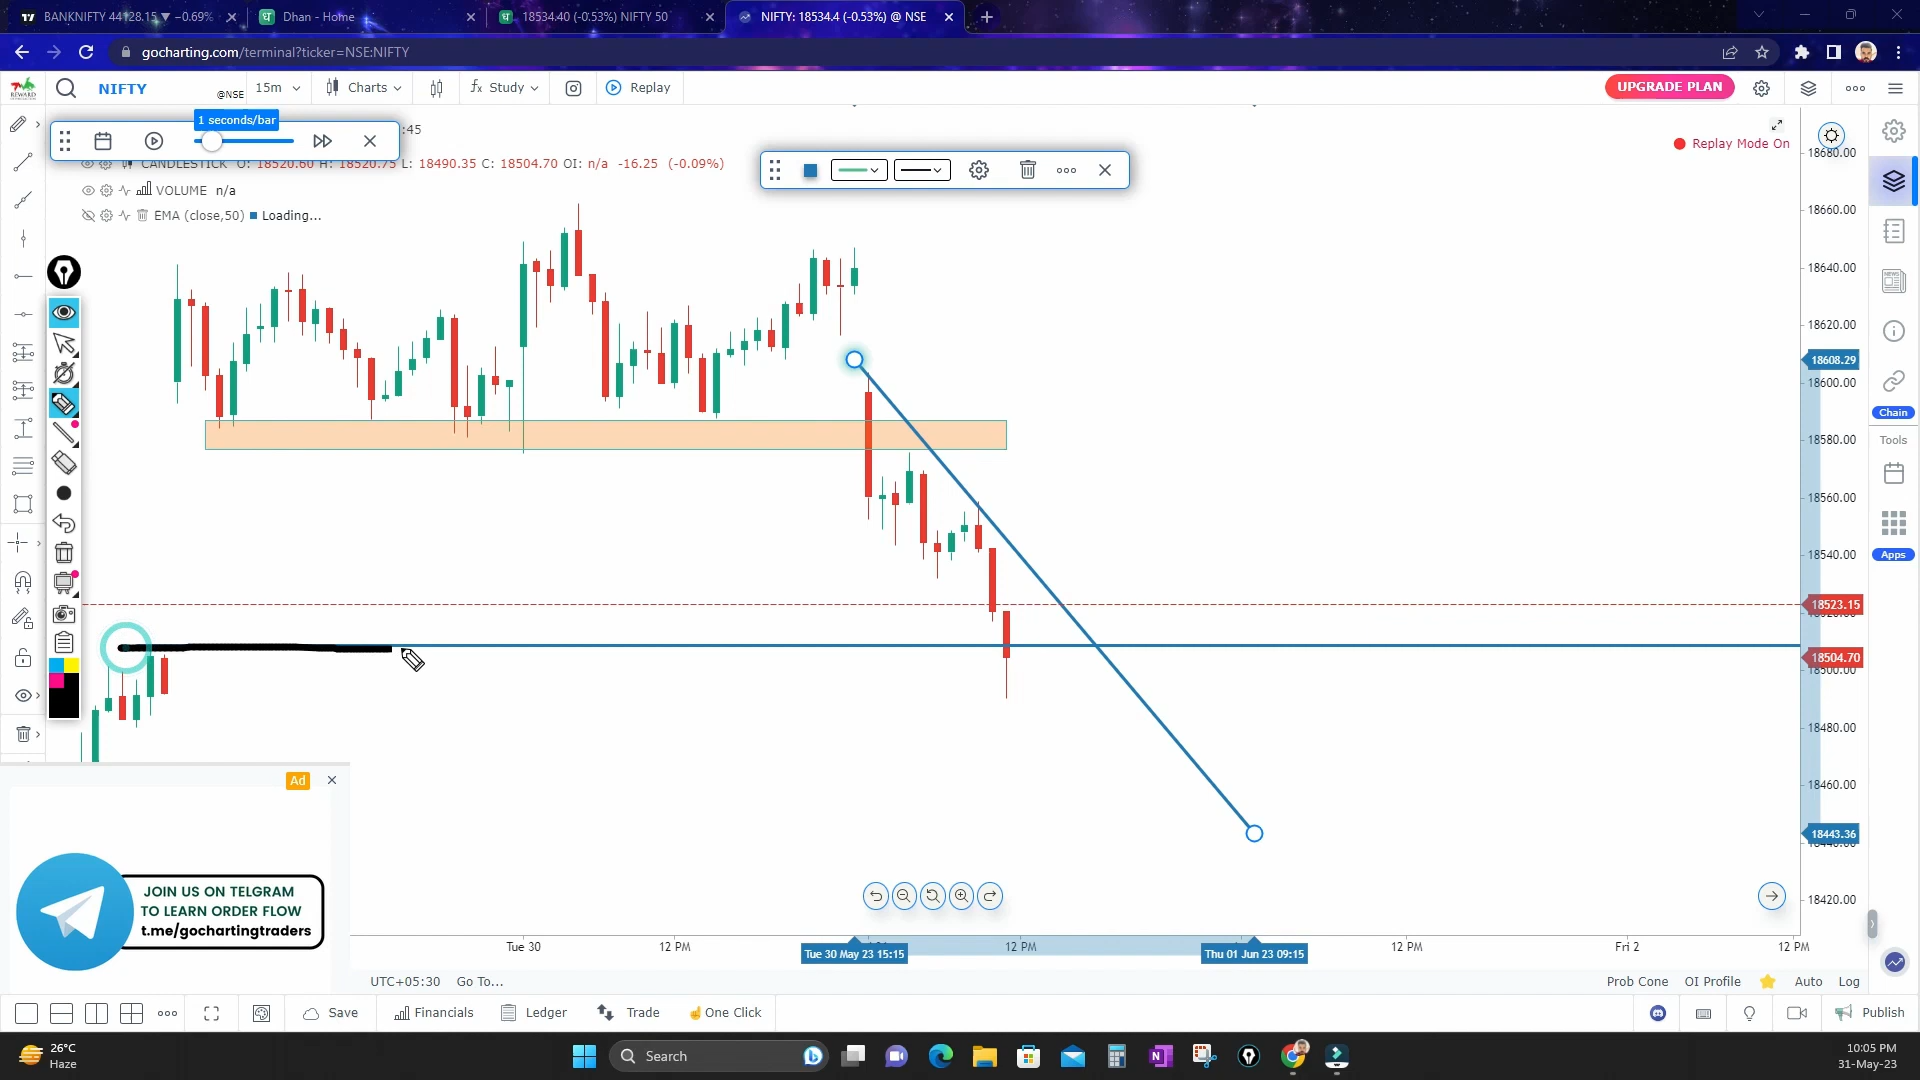 BANKNIFTY 44128.15 ▼ −0.69%
Dhan - Home
18534.40 (-0.53%) NIFTY 50
NIFTY: 18534.4 (-0.53%) @ NSE
gocharting.com/terminal?ticker=NSE:NIFTY
NIFTY
@NSE
15m
Charts
Study
Replay
UPGRADE PLAN
1 seconds/bar
:45
CANDLESTICK O: 18520.60 H: 18520.75 L: 18490.35 C: 18504.70 OI: n/a -16.25 (-0.09%)
VOLUME n/a
EMA (close,50) Loading...
Replay Mode On
18680.00
18660.00
18640.00
18620.00
18608.29
18600.00
18580.00
18560.00
18540.00
18523.15
18504.70
18500.00
18480.00
18460.00
18443.36
18420.00
Chain
Tools
Apps
Ad
JOIN US ON TELGRAM
TO LEARN ORDER FLOW
t.me/gochartingtraders
Tue 30
12 PM
Tue 30 May 23 15:15
12 PM
Thu 01 Jun 23 09:15
12 PM
Fri 2
12 PM
UTC+05:30
Go To...
Prob Cone
OI Profile
Auto
Log
Save
Financials
Ledger
Trade
One Click
Publish
26°C
Haze
Search
10:05 PM
31-May-23